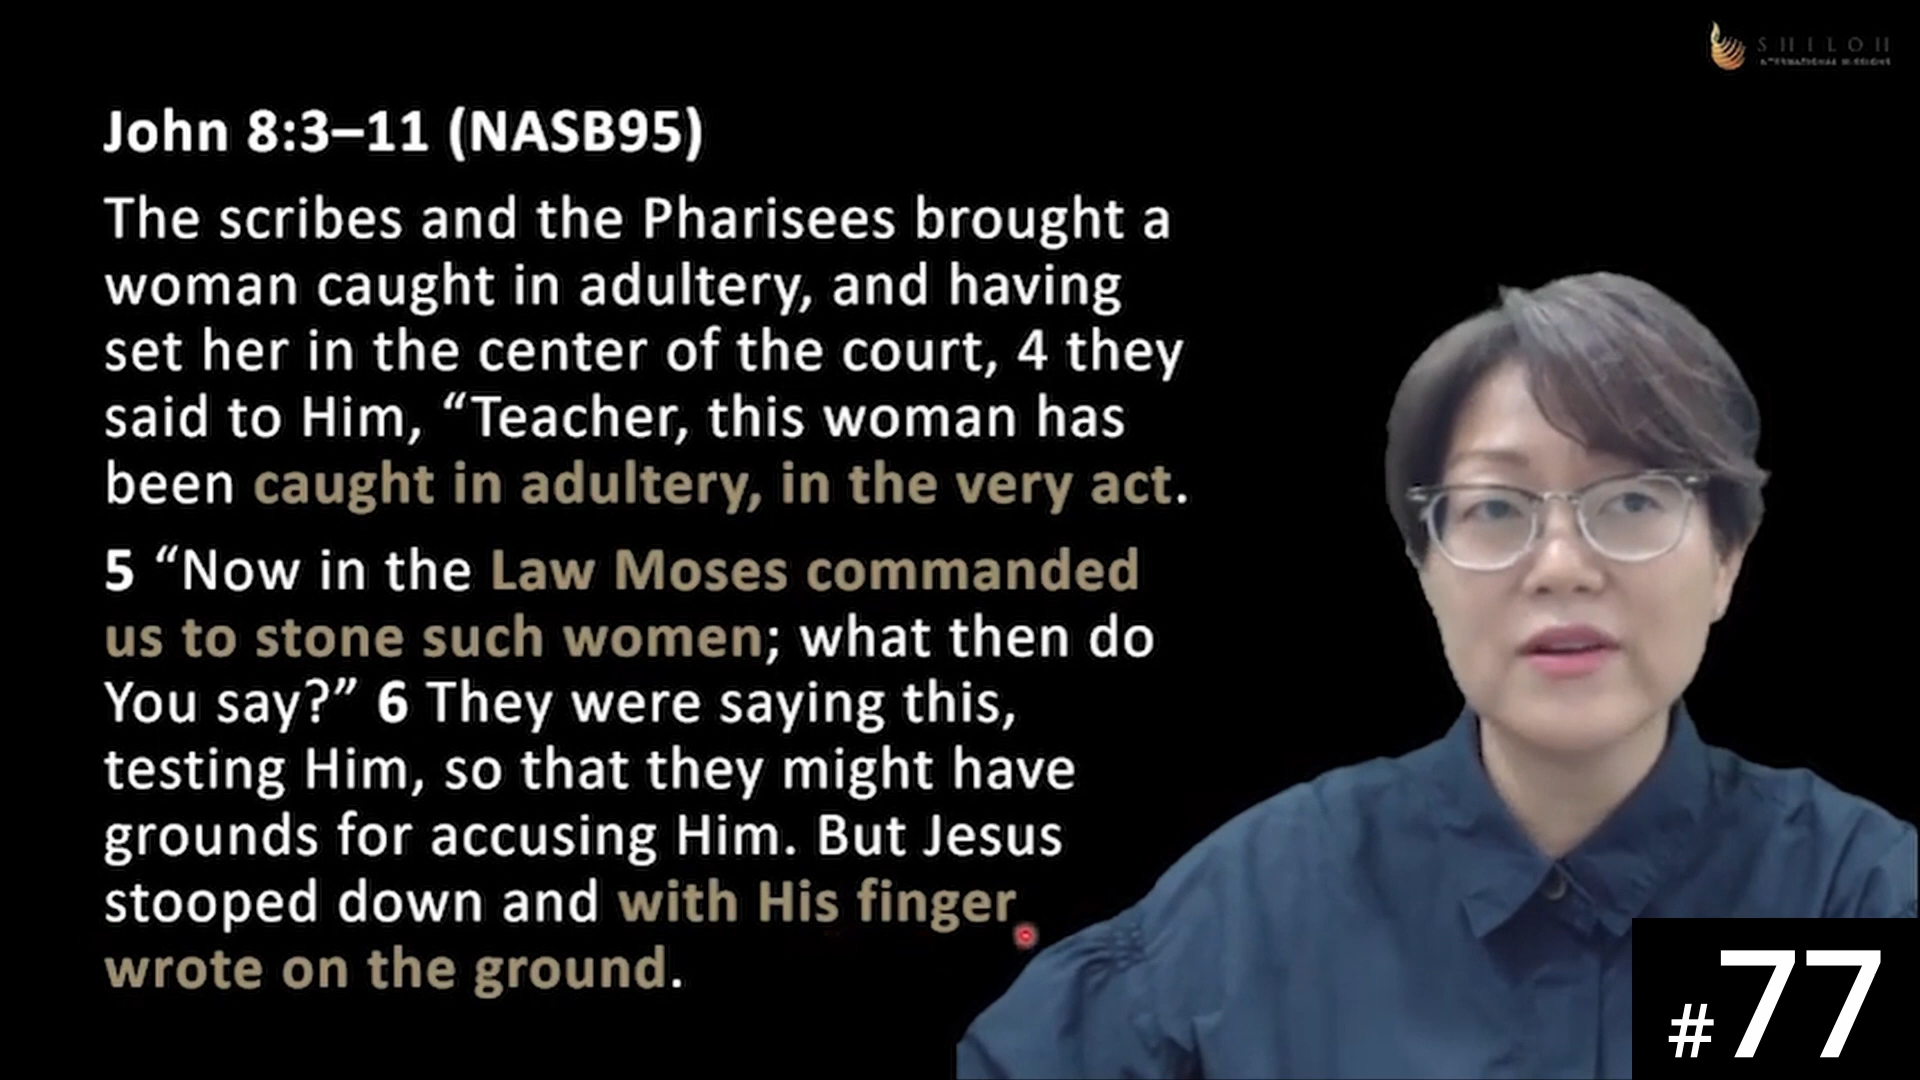 SHILOH
INTERNATIONAL MISSIONS
John 8:3–11 (NASB95)
The scribes and the Pharisees brought a
woman caught in adultery, and having
set her in the center of the court, 4 they
said to Him, “Teacher, this woman has
been caught in adultery, in the very act.
5 “Now in the Law Moses commanded
us to stone such women; what then do
You say?” 6 They were saying this,
testing Him, so that they might have
grounds for accusing Him. But Jesus
stooped down and with His finger
wrote on the ground.
#77